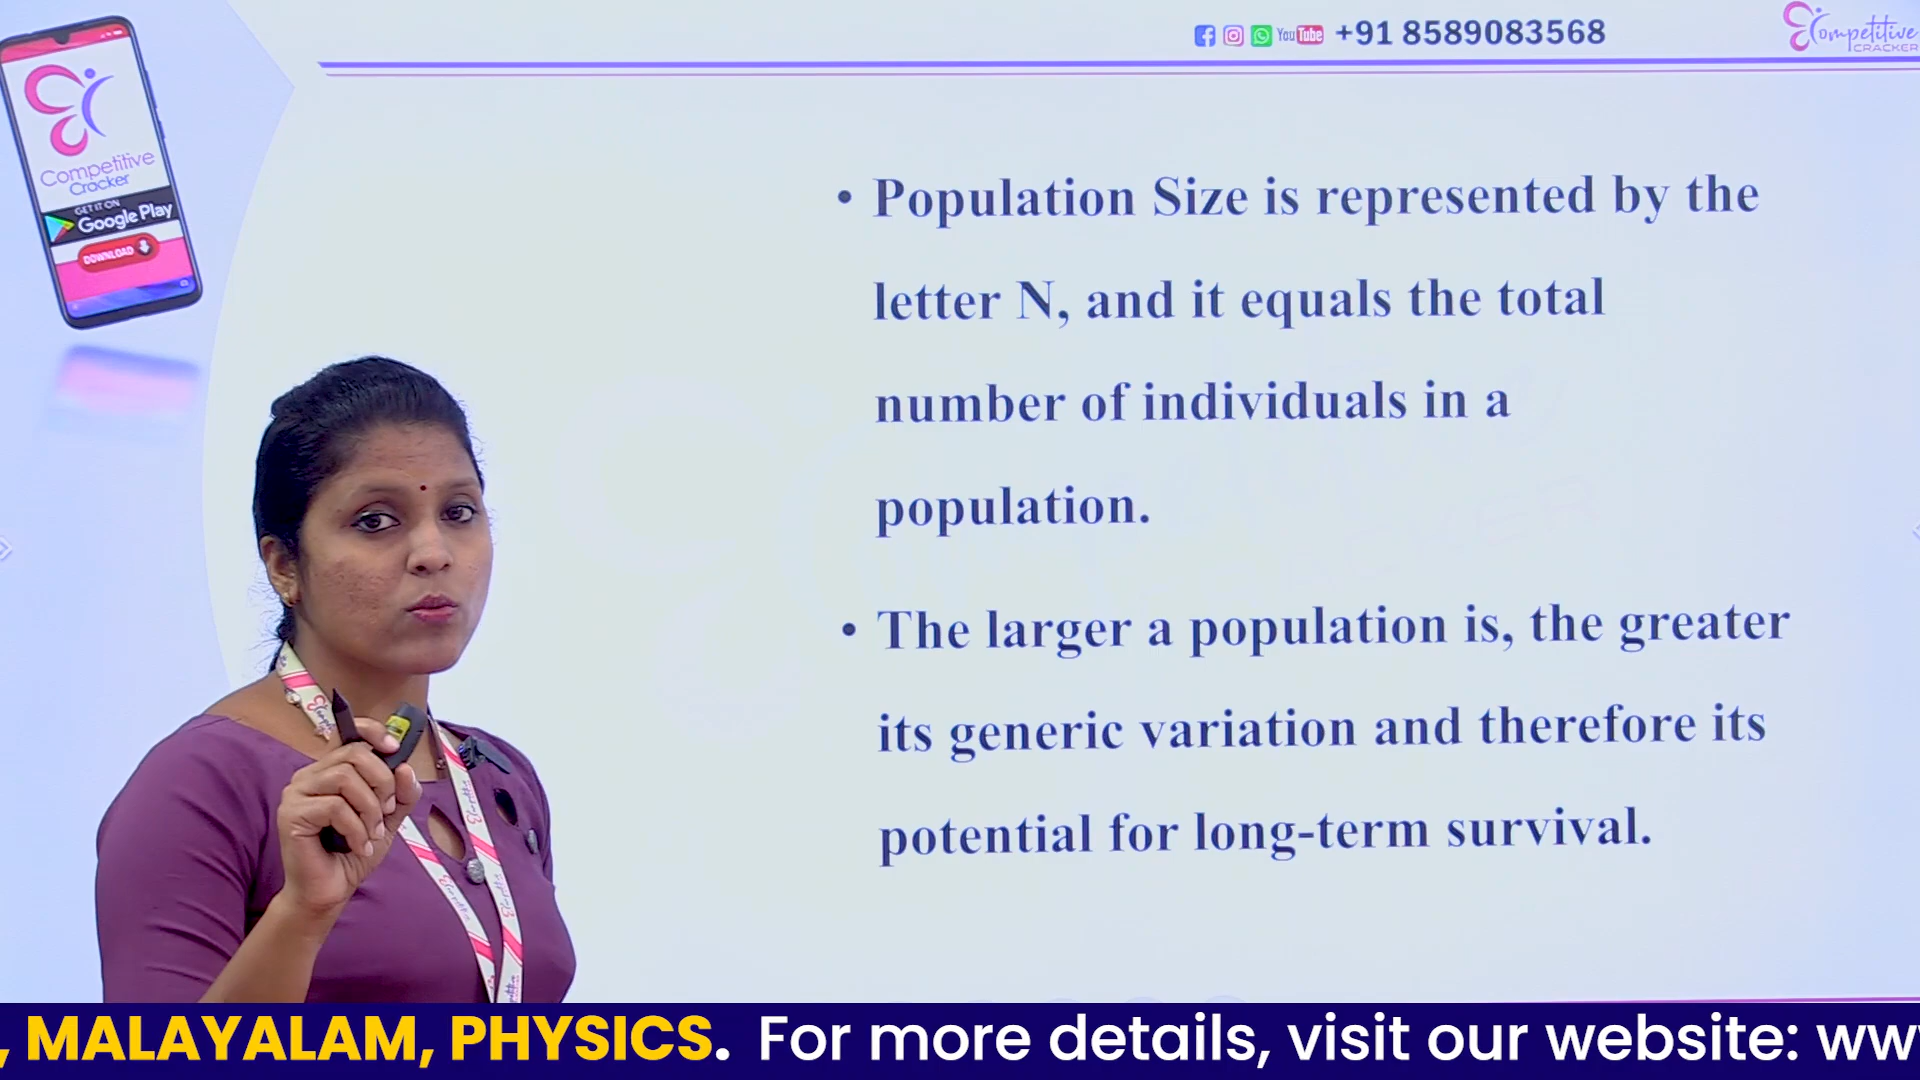 You Tube +91 8589083568
Competitive
CRACKER
Competitive
Cracker
GET IT ON
Google Play
DOWNLOAD
• Population Size is represented by the
letter N, and it equals the total
number of individuals in a
population.
• The larger a population is, the greater
its generic variation and therefore its
potential for long-term survival.
, MALAYALAM, PHYSICS. For more details, visit our website: ww